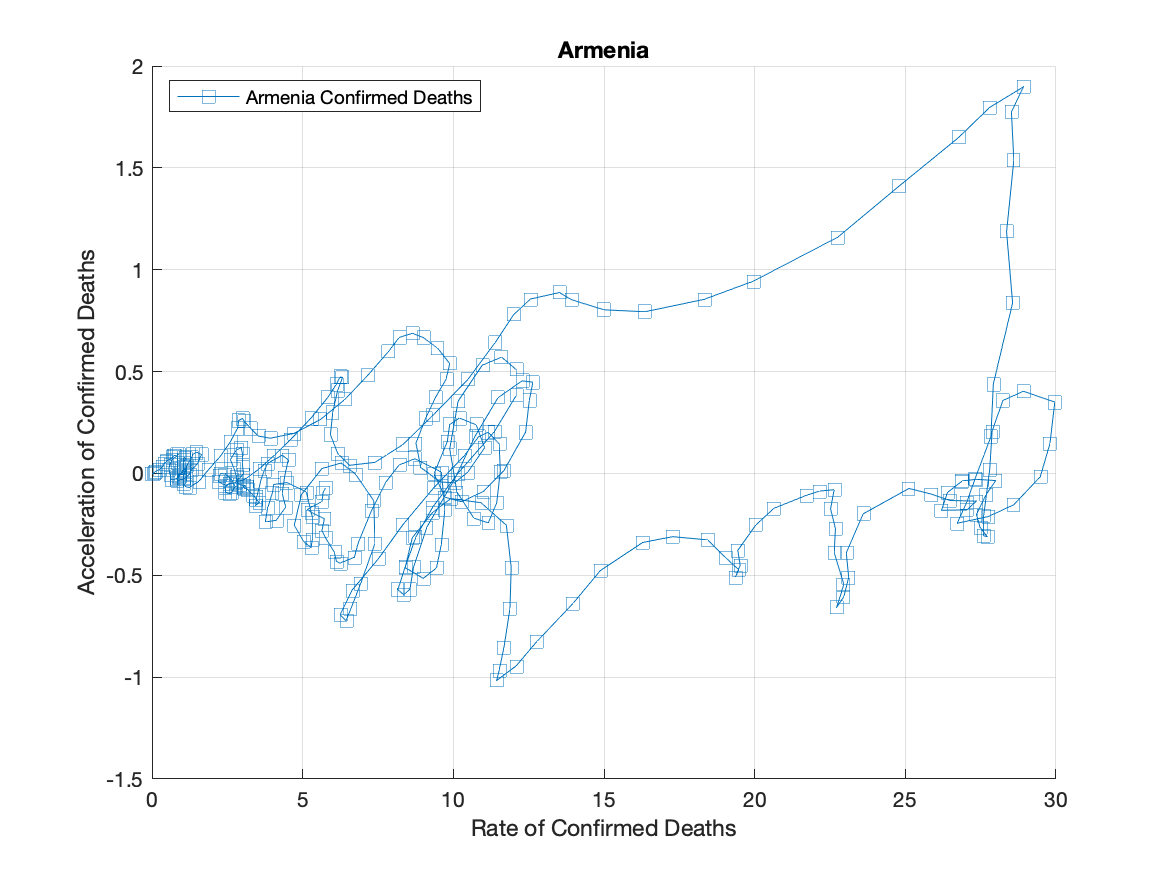 Armenia
Armenia Confirmed Deaths
2
1.5
1
0.5
0
-0.5
-1
-1.5
Acceleration of Confirmed Deaths
0 5 10 15 20 25 30
Rate of Confirmed Deaths